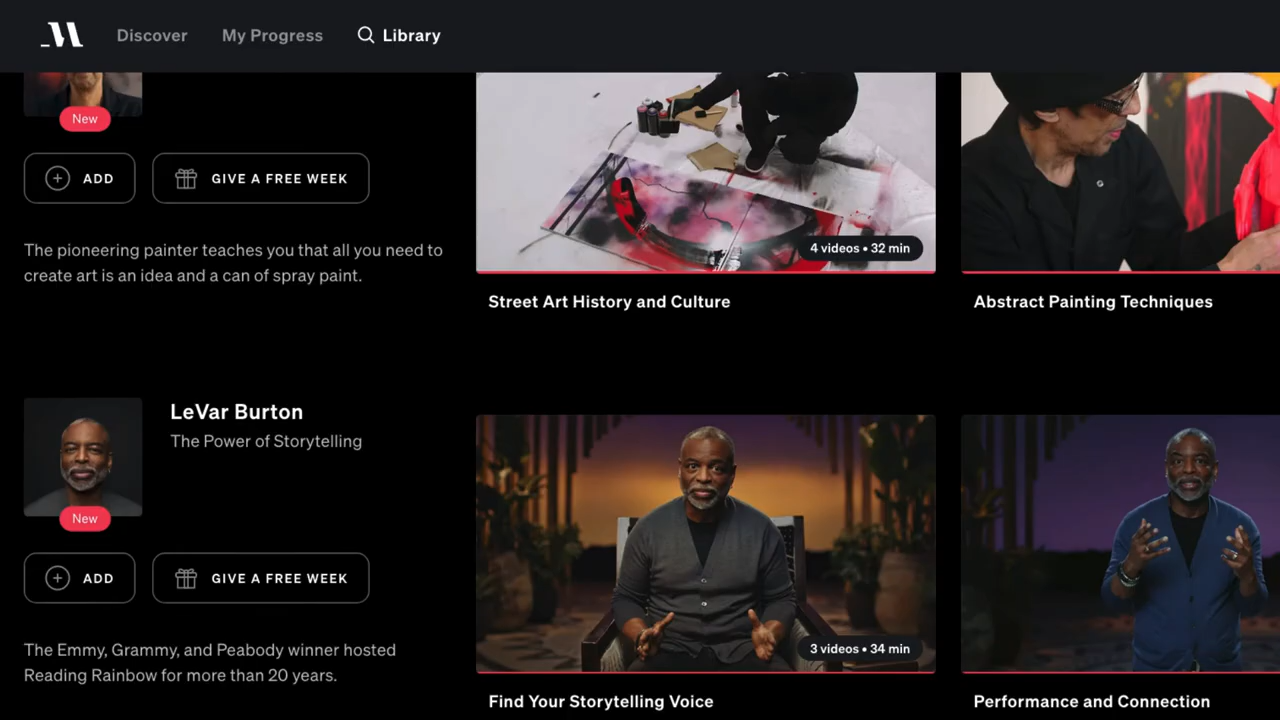 Discover
My Progress
Library
New
ADD
GIVE A FREE WEEK
The pioneering painter teaches you that all you need to
create art is an idea and a can of spray paint.
4 videos • 32 min
Street Art History and Culture
Abstract Painting Techniques
LeVar Burton
The Power of Storytelling
New
ADD
GIVE A FREE WEEK
The Emmy, Grammy, and Peabody winner hosted
Reading Rainbow for more than 20 years.
3 videos • 34 min
Find Your Storytelling Voice
Performance and Connection